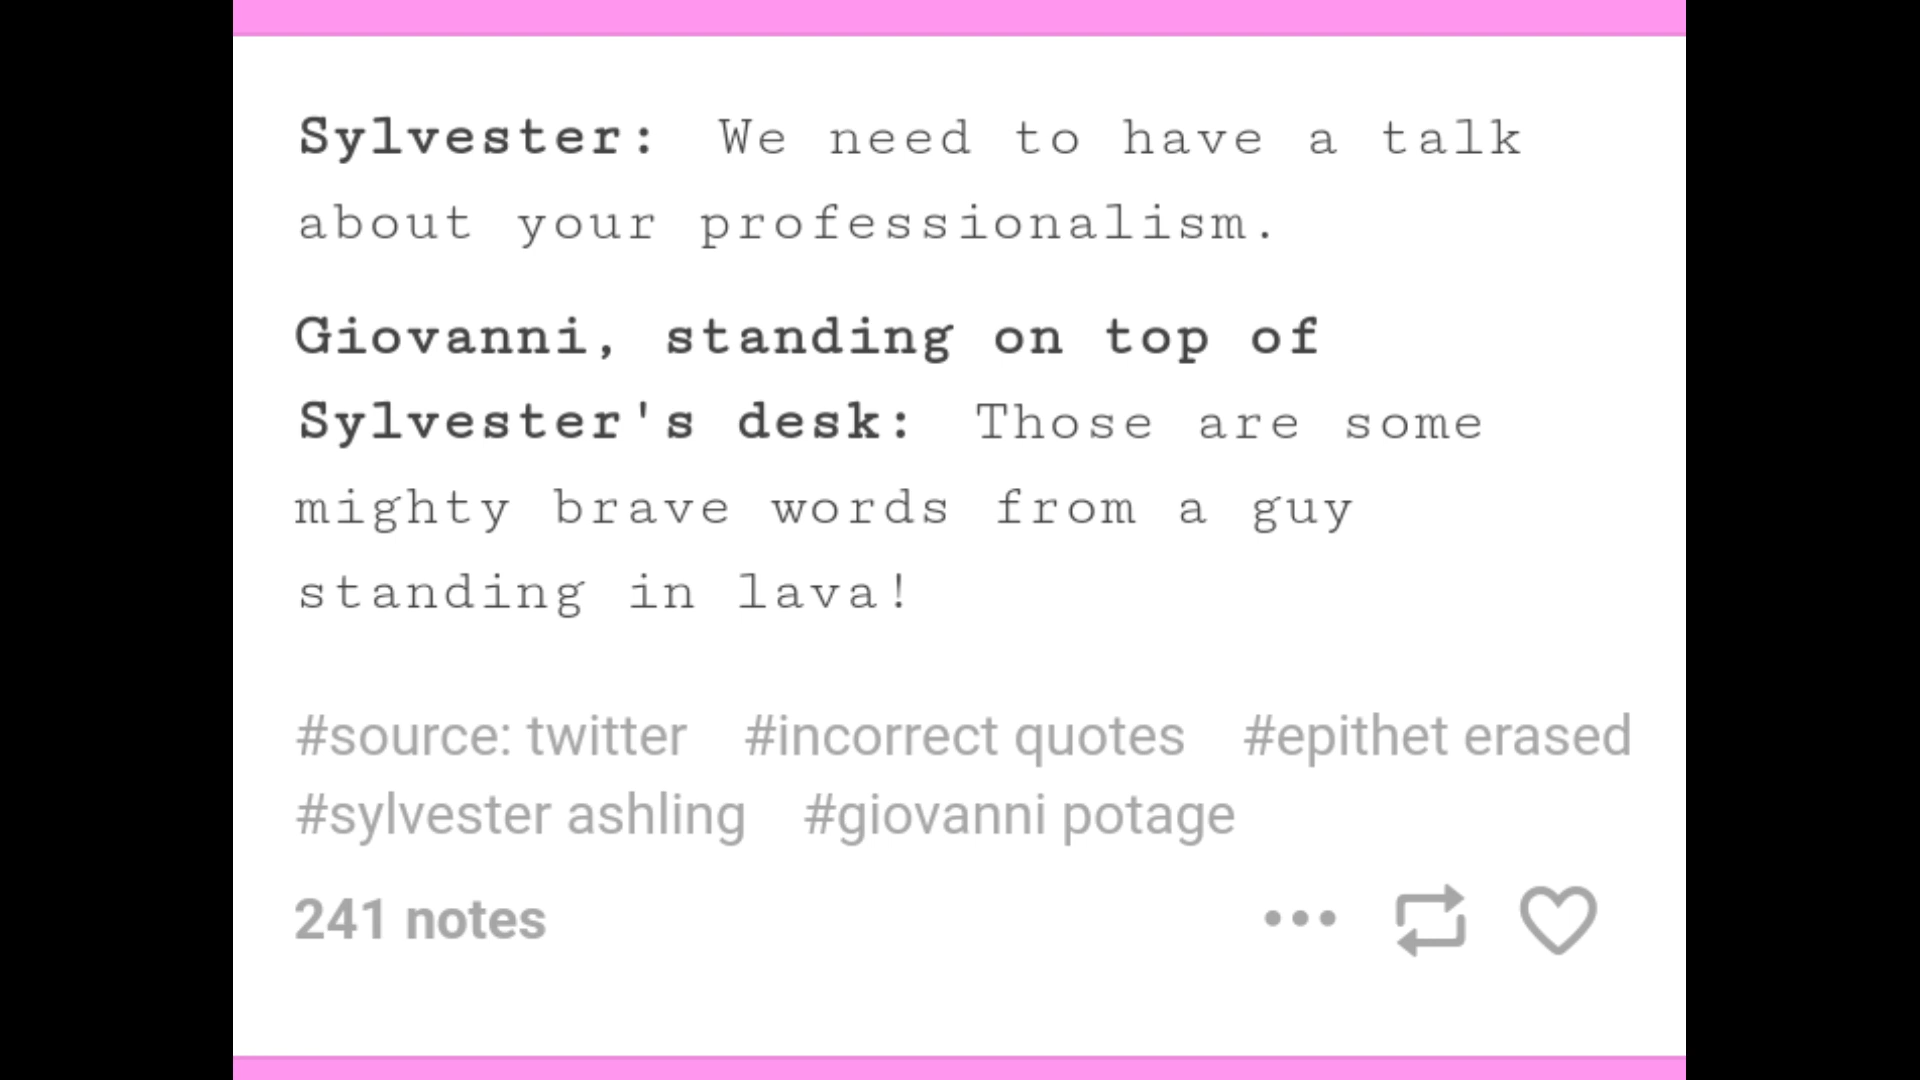 Sylvester: We need to have a talk
about your professionalism.
Giovanni, standing on top of
Sylvester's desk: Those are some
mighty brave words from a guy
standing in lava!
#source: twitter #incorrect quotes #epithet erased
#sylvester ashling #giovanni potage
241 notes